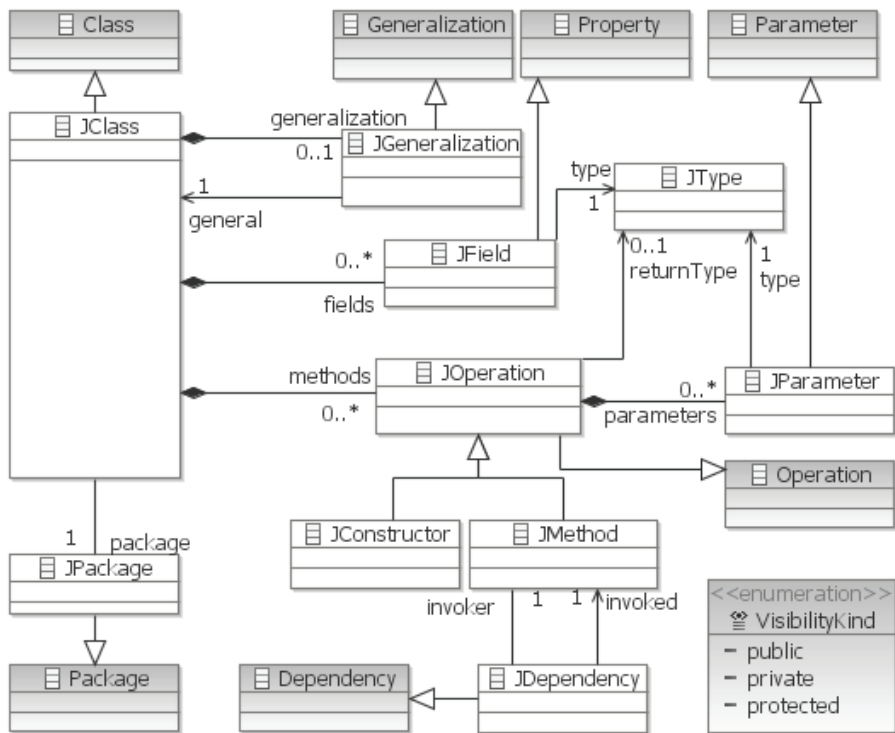 Class
Generalization
Property
Parameter
JClass
generalization
0..1
JGeneralization
1
general
type
1
JType
0..1
returnType
1
type
0..*
fields
JField
methods
0..*
JOperation
0..*
parameters
JParameter
Operation
JConstructor
JMethod
1
package
JPackage
invoker
1
1
invoked
<<enumeration>>
VisibilityKind
public
private
protected
Package
Dependency
JDependency